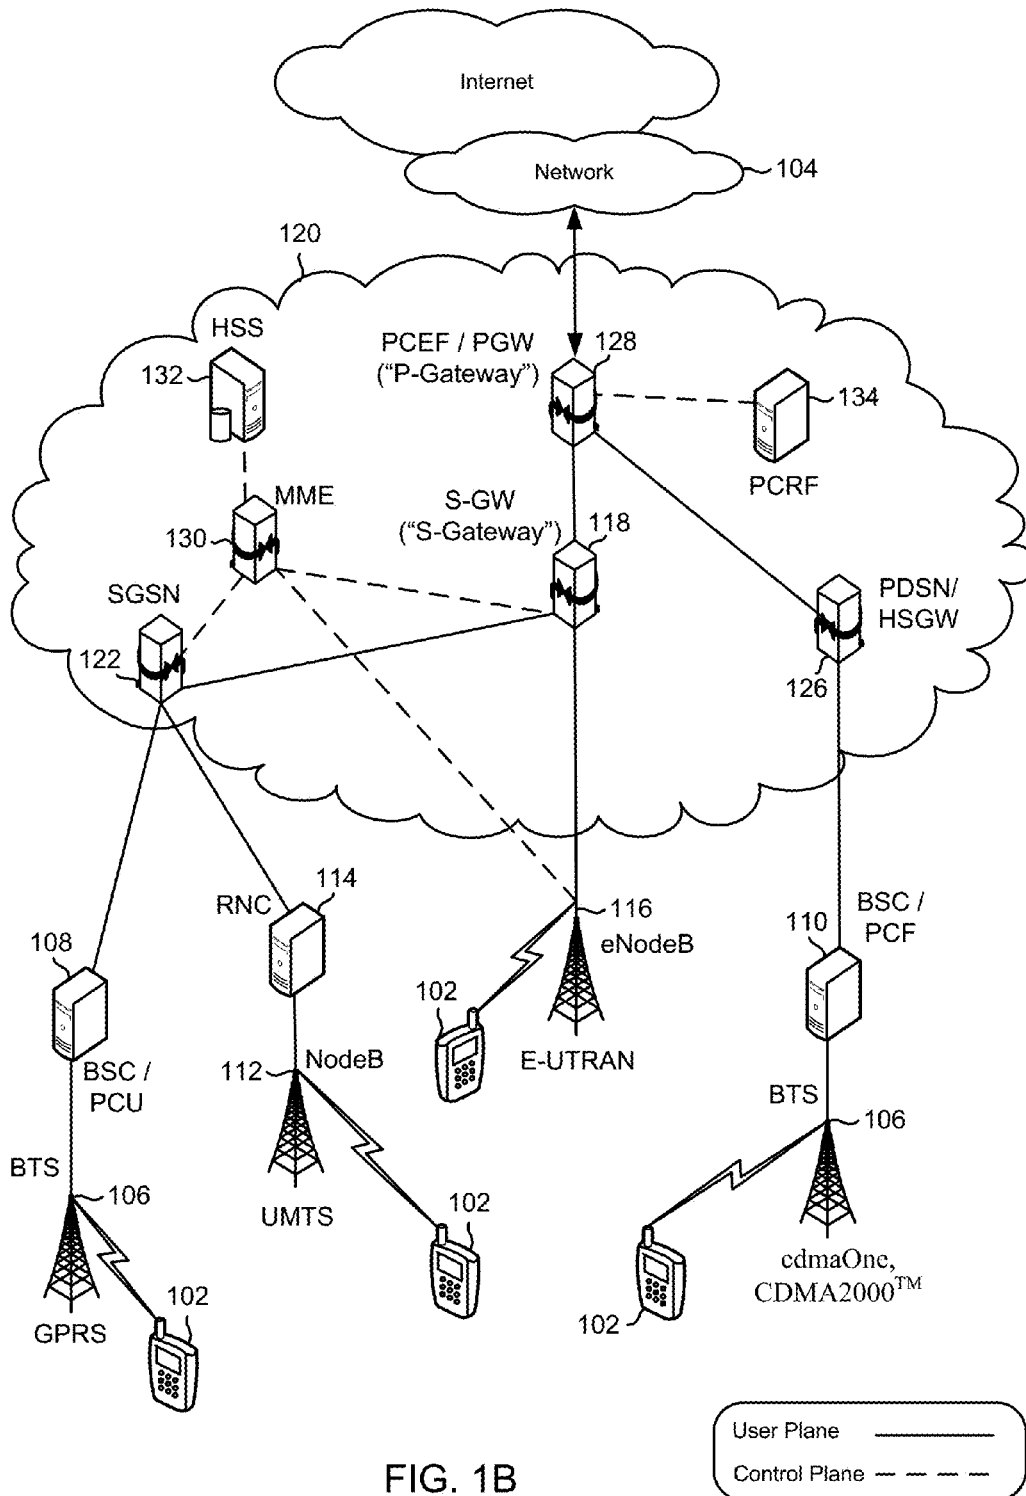 Internet
Network
104
120
HSS
132
PCEF / PGW
("P-Gateway")
128
134
PCRF
MME
130
S-GW
("S-Gateway")
118
SGSN
122
PDSN/
HSGW
126
RNC
114
116
eNodeB
E-UTRAN
BSC /
PCF
110
108
BSC /
PCU
102
NodeB
112
UMTS
BTS
106
BTS
106
GPRS
102
102
102
cdmaOne,
CDMA2000™
User Plane
Control Plane
FIG. 1B